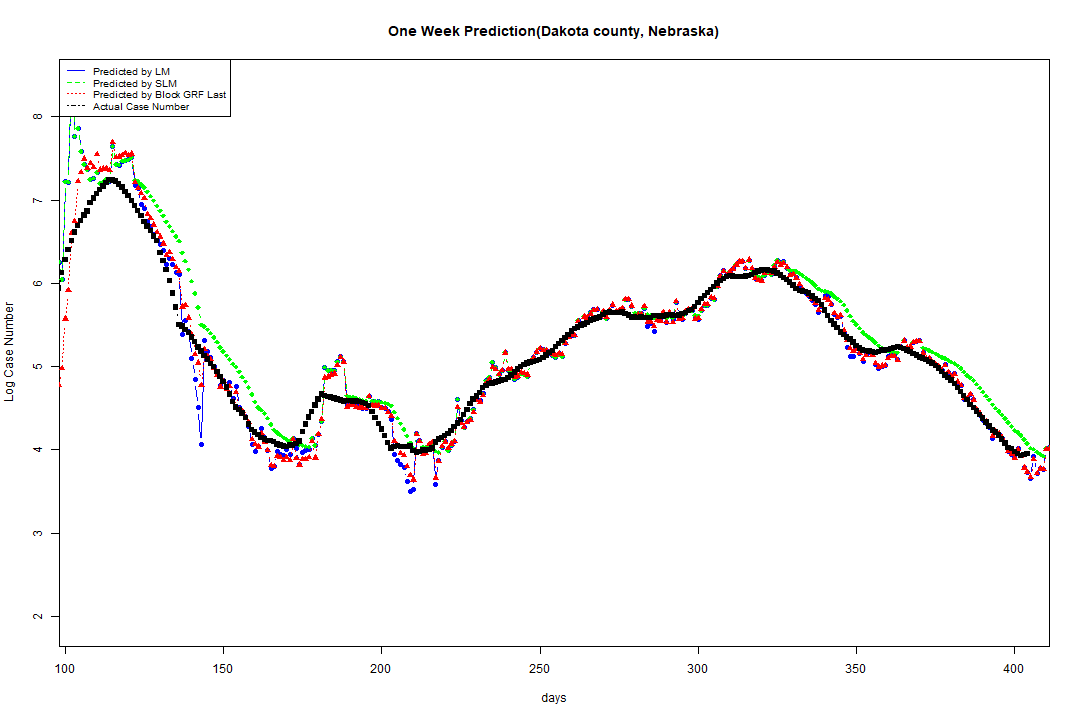 One Week Prediction(Dakota county, Nebraska)
Predicted by LM
Predicted by SLM
Predicted by Block GRF Last
Actual Case Number
8
7
6
5
4
3
2
Log Case Number
100 150 200 250 300 350 400
days